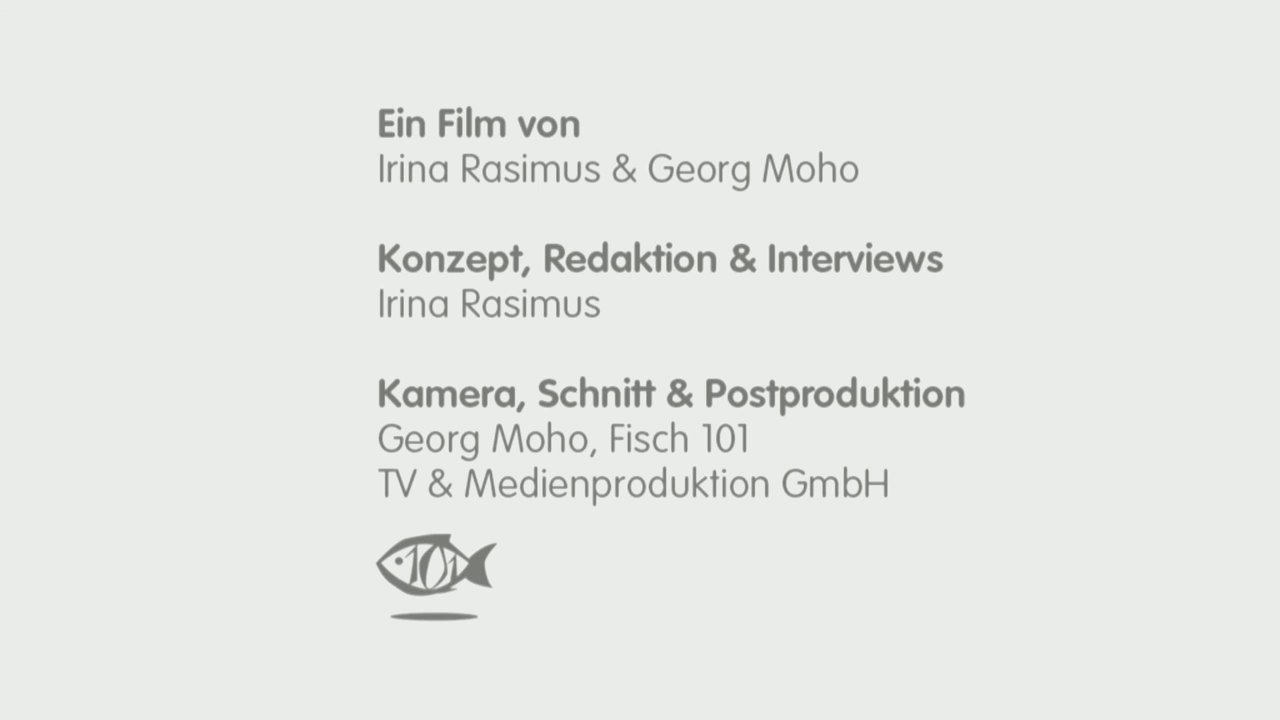 Ein Film von
Irina Rasimus & Georg Moho
Konzept, Redaktion & Interviews
Irina Rasimus
Kamera, Schnitt & Postproduktion
Georg Moho, Fisch 101
TV & Medienproduktion GmbH
101